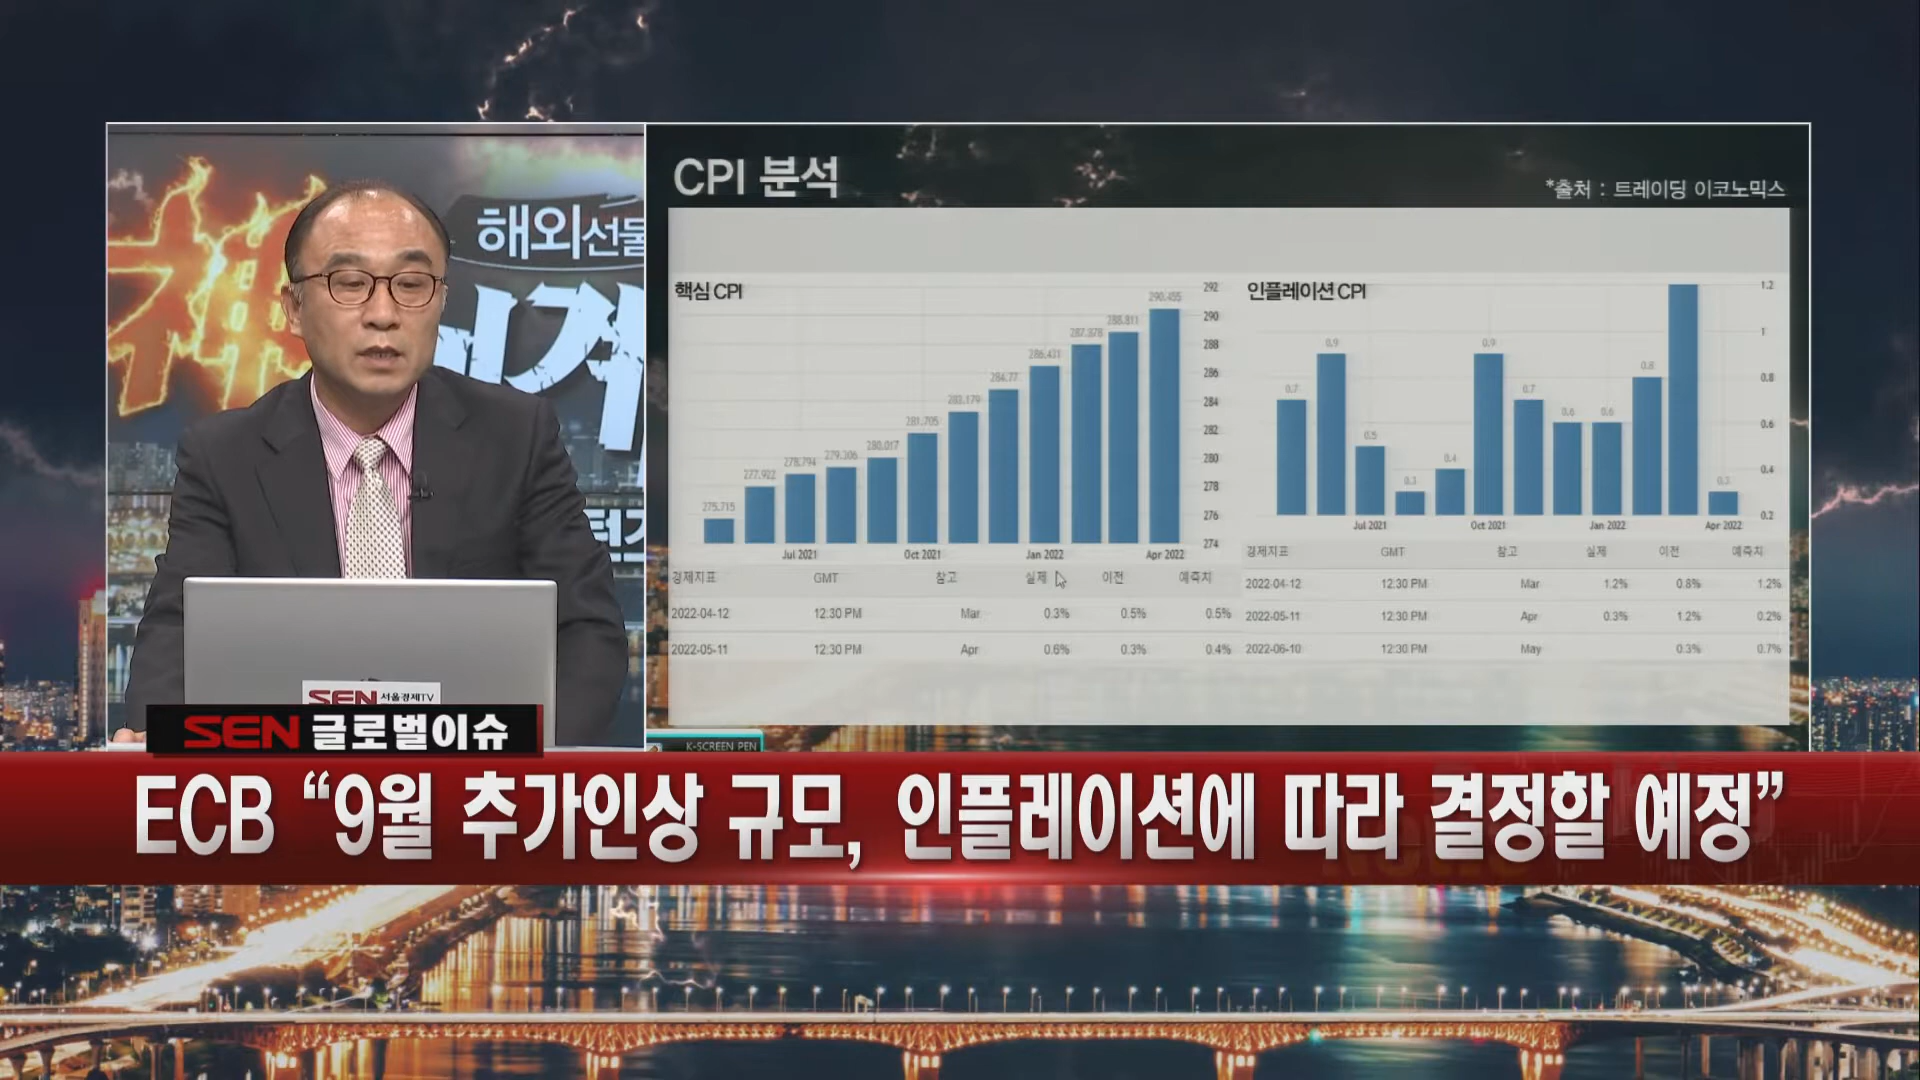 神
해외선물
CPI 분석
*출처 : 트레이딩 이코노믹스
핵심 CPI
275.715
277.922
278.794
279.306
280.017
281.705
283.179
284.77
286.431
287.878
288.811
290.455
292
290
288
286
284
282
280
278
276
274
Jul 2021
Oct 2021
Jan 2022
Apr 2022
경제지표 GMT 참고 실제 이전 예측치
2022-04-12 12:30 PM Mar 0.3% 0.5% 0.5%
2022-05-11 12:30 PM Apr 0.6% 0.3% 0.4%
인플레이션 CPI
0.7
0.9
0.5
0.3
0.4
0.9
0.7
0.6
0.6
0.8
0.3
1.2
1
0.8
0.6
0.4
0.2
Jul 2021
Oct 2021
Jan 2022
Apr 2022
경제지표 GMT 참고 실제 이전 예측치
2022-04-12 12:30 PM Mar 1.2% 0.8% 1.2%
2022-05-11 12:30 PM Apr 0.3% 1.2% 0.2%
2022-06-10 12:30 PM May 0.3% 0.7%
SEN 서울경제TV
K-SCREEN PEN
SEN 글로벌이슈
ECB “9월 추가인상 규모, 인플레이션에 따라 결정할 예정”